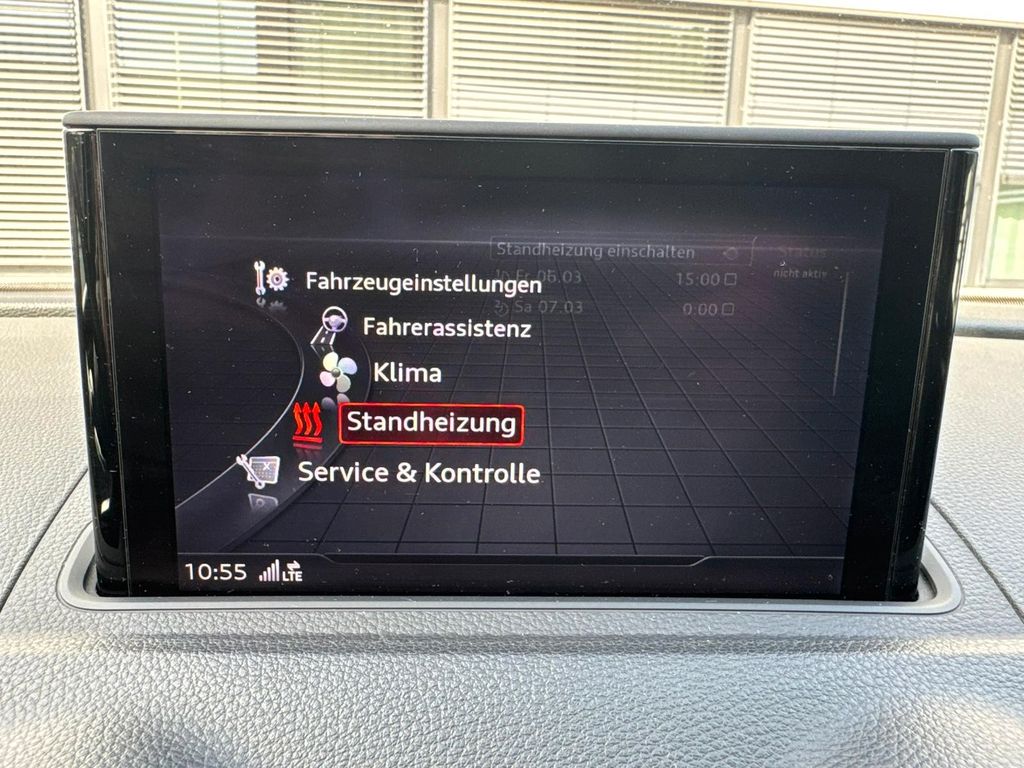 Standheizung einschalten
Status
Fr 06.03
15:00
nicht aktiv
Sa 07.03
0:00
Fahrzeugeinstellungen
Fahrerassistenz
Klima
Standheizung
Service & Kontrolle
10:55
LTE